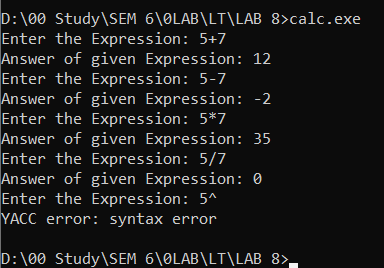 D:\00 Study\SEM 6\0LAB\LT\LAB 8>calc.exe
Enter the Expression: 5+7
Answer of given Expression: 12
Enter the Expression: 5-7
Answer of given Expression: -2
Enter the Expression: 5*7
Answer of given Expression: 35
Enter the Expression: 5/7
Answer of given Expression: 0
Enter the Expression: 5^
YACC error: syntax error
D:\00 Study\SEM 6\0LAB\LT\LAB 8>